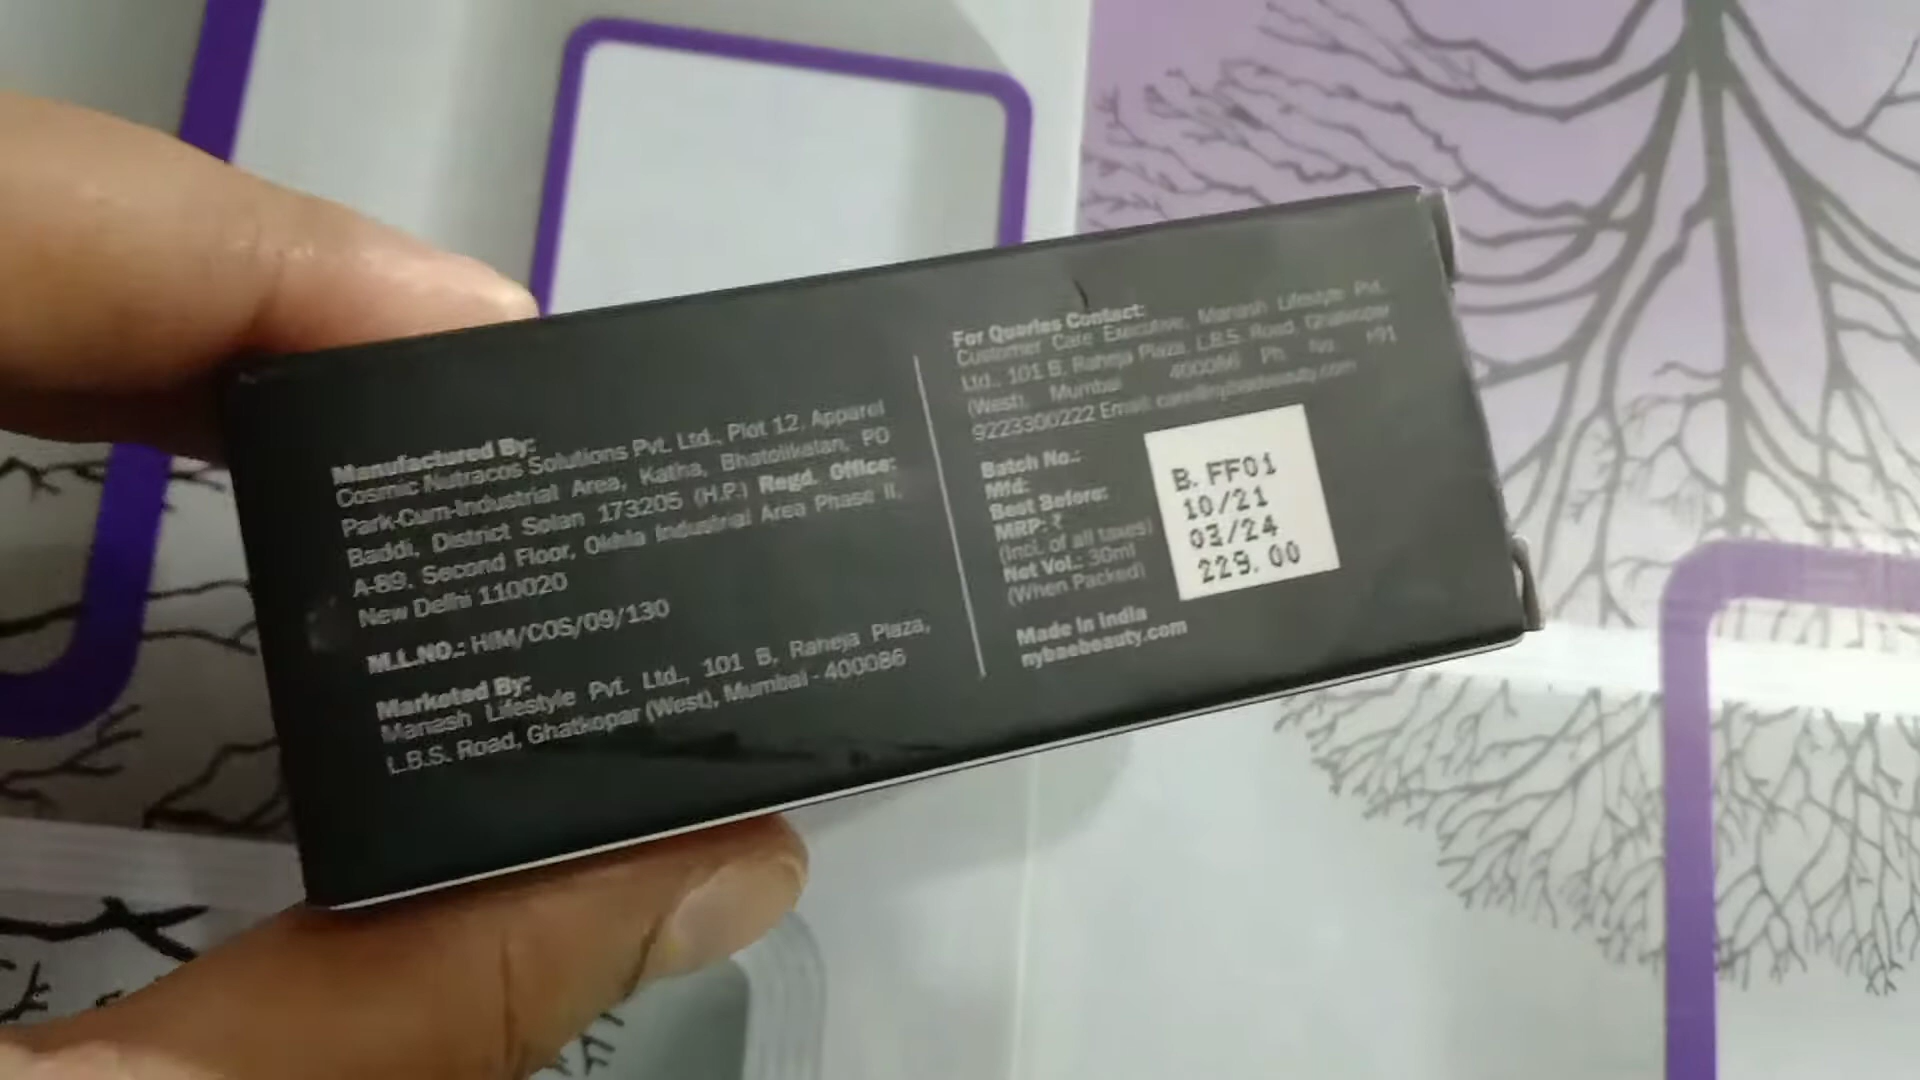 Manufactured By:
Cosmic Nutracos Solutions Pvt. Ltd., Plot 12, Apparel
Park-Cum-Industrial Area, Katha, Bhatolikalan, PO
Baddi, District Solan 173205 (H.P.) Regd. Office:
A-89, Second Floor, Okhla Industrial Area Phase II,
New Delhi 110020
M.L.NO.: HIM/COS/09/130
Marketed By:
Manash Lifestyle Pvt. Ltd., 101 B, Raheja Plaza,
L.B.S. Road, Ghatkopar (West), Mumbai - 400086
For Queries Contact:
Customer Care Executive, Manash Lifestyle Pvt.
Ltd., 101 B, Raheja Plaza, L.B.S. Road, Ghatkopar
(West), Mumbai 400086 Ph. No. +91
9223300222 Email: care@nybaebeauty.com
Batch No.:
Mfd:
Best Before:
MRP: ₹
(Incl. of all taxes)
Net Vol.: 30ml
(When Packed)
B. FF01
10/21
03/24
229.00
Made in India
nybaebeauty.com